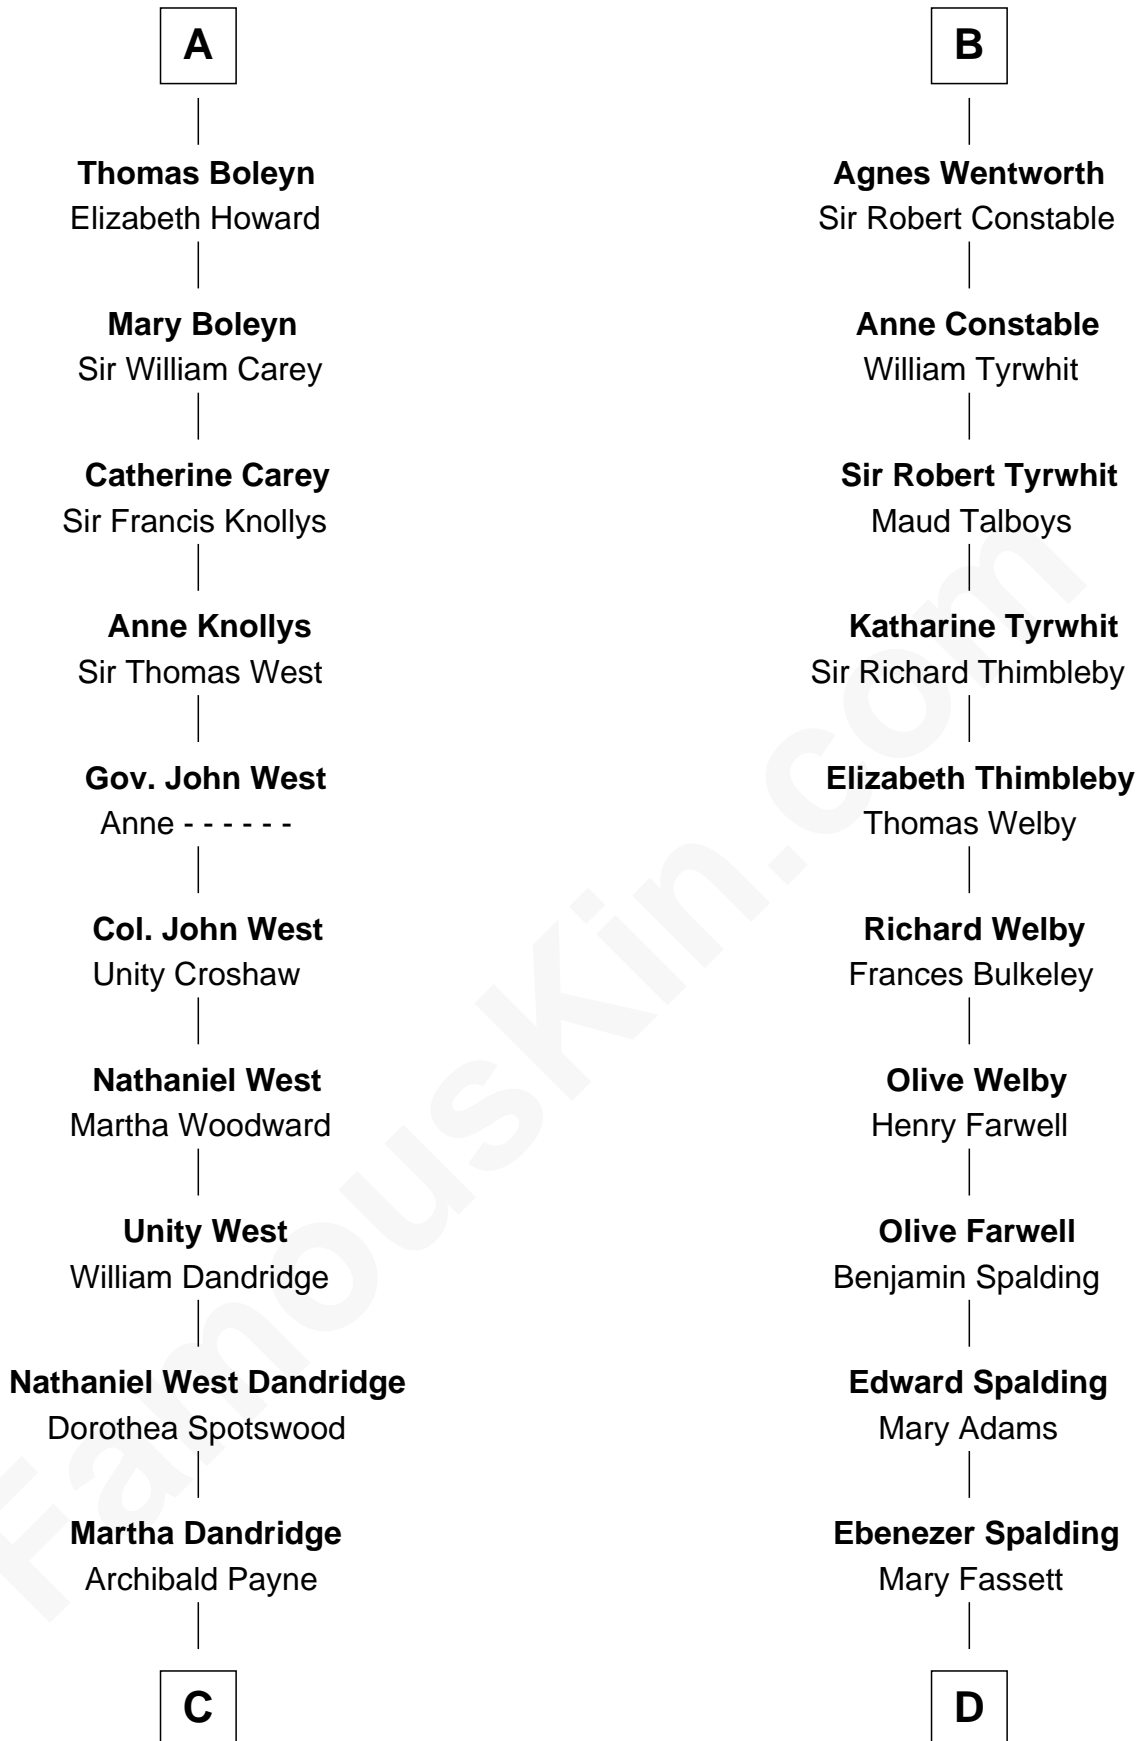 A
Thomas Boleyn
Elizabeth Howard
Mary Boleyn
Sir William Carey
Catherine Carey
Sir Francis Knollys
Anne Knollys
Sir Thomas West
Gov. John West
Anne - - - - - -
Col. John West
Unity Croshaw
Nathaniel West
Martha Woodward
Unity West
William Dandridge
Nathaniel West Dandridge
Dorothea Spotswood
Martha Dandridge
Archibald Payne
C
B
Agnes Wentworth
Sir Robert Constable
Anne Constable
William Tyrwhit
Sir Robert Tyrwhit
Maud Talboys
Katharine Tyrwhit
Sir Richard Thimbleby
Elizabeth Thimbleby
Thomas Welby
Richard Welby
Frances Bulkeley
Olive Welby
Henry Farwell
Olive Farwell
Benjamin Spalding
Edward Spalding
Mary Adams
Ebenezer Spalding
Mary Fassett
D
FamousKin.com